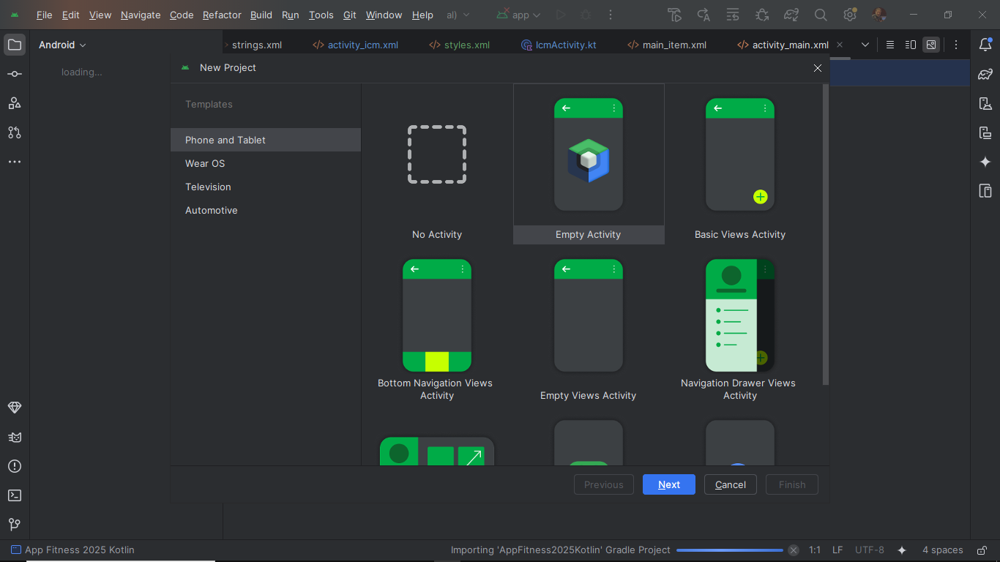 File Edit View Navigate Code Refactor Build Run Tools Git Window Help al) app
Android
strings.xml activity_icm.xml styles.xml IcmActivity.kt main_item.xml activity_main.xml
loading...
New Project
Templates
Phone and Tablet
Wear OS
Television
Automotive
No Activity
Empty Activity
Basic Views Activity
Bottom Navigation Views
Activity
Empty Views Activity
Navigation Drawer Views
Activity
Previous Next Cancel Finish
App Fitness 2025 Kotlin
Importing 'AppFitness2025Kotlin' Gradle Project 1:1 LF UTF-8 4 spaces